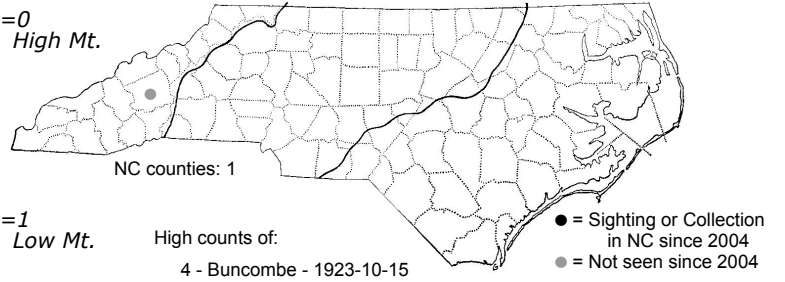 =0
High Mt.
NC counties: 1
=1
Low Mt.
High counts of:
4 - Buncombe - 1923-10-15
= Sighting or Collection
in NC since 2004
= Not seen since 2004